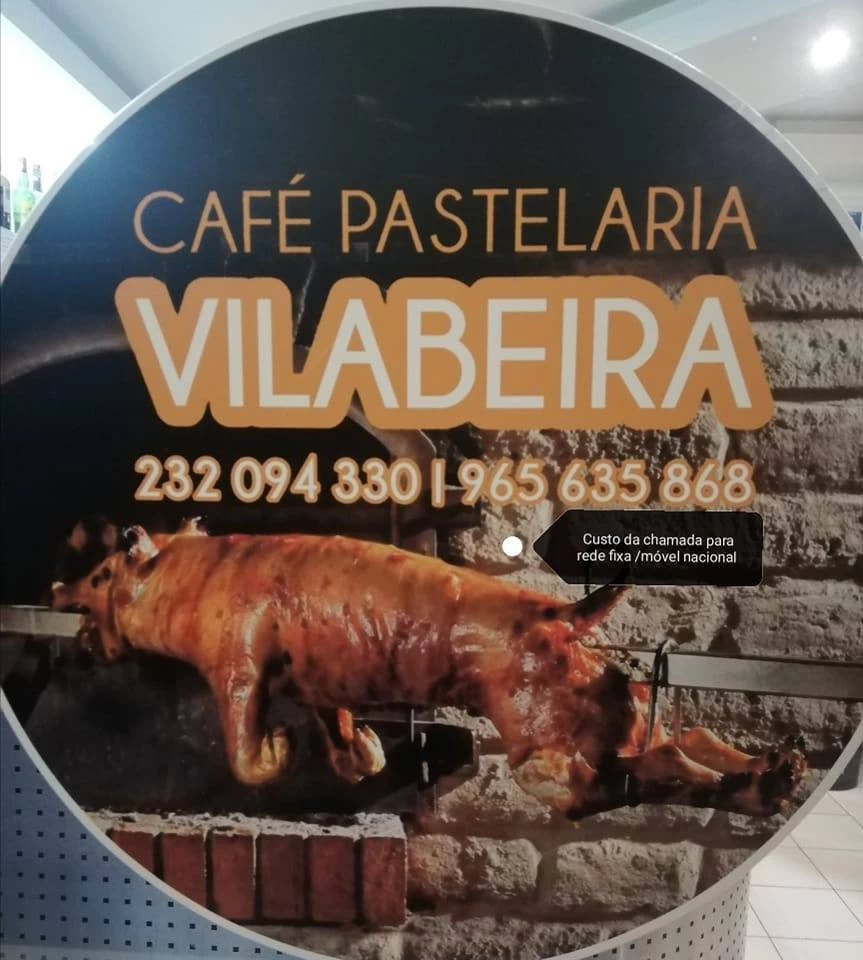 CAFÉ PASTELARIA
VILABEIRA
232 094 330 | 965 635 868
Custo da chamada para
rede fixa /móvel nacional